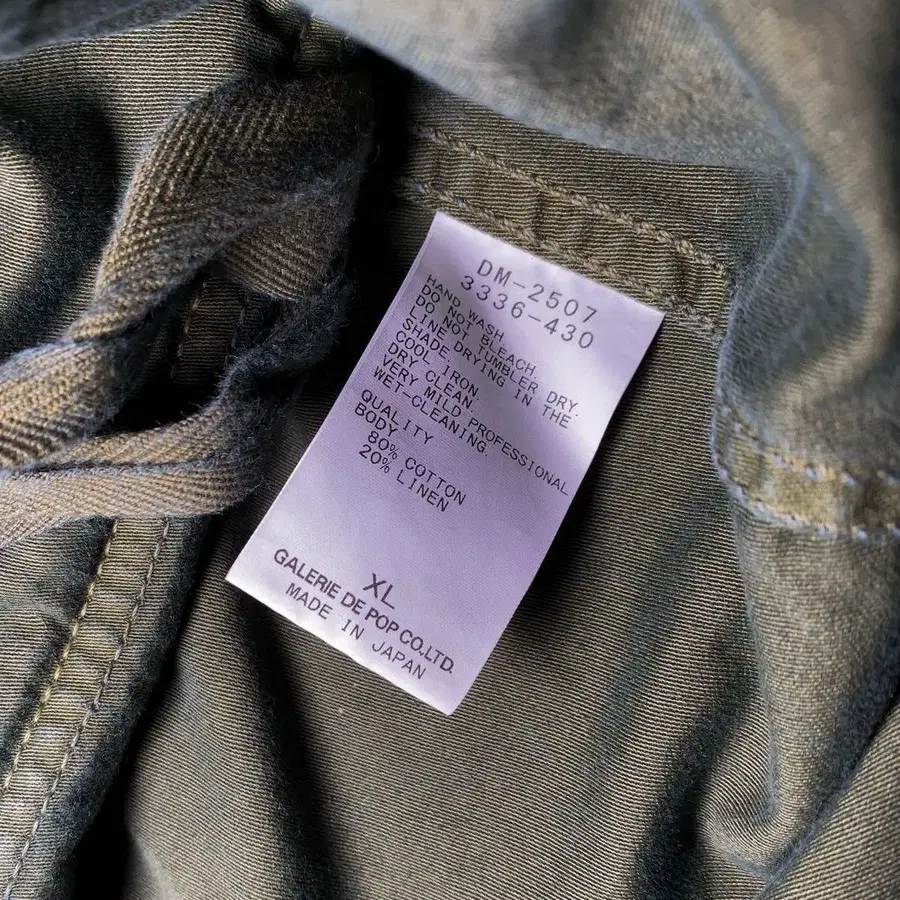 DM-2507
3336-430
HAND WASH.
DO NOT BLEACH.
DO NOT TUMBLER DRY.
LINE DRYING IN THE
SHADE.
COOL IRON.
DRY CLEAN.
VERY MILD PROFESSIONAL
WET-CLEANING.
QUALITY
BODY
80% COTTON
20% LINEN
XL
GALERIE DE POP CO.,LTD.
MADE IN JAPAN